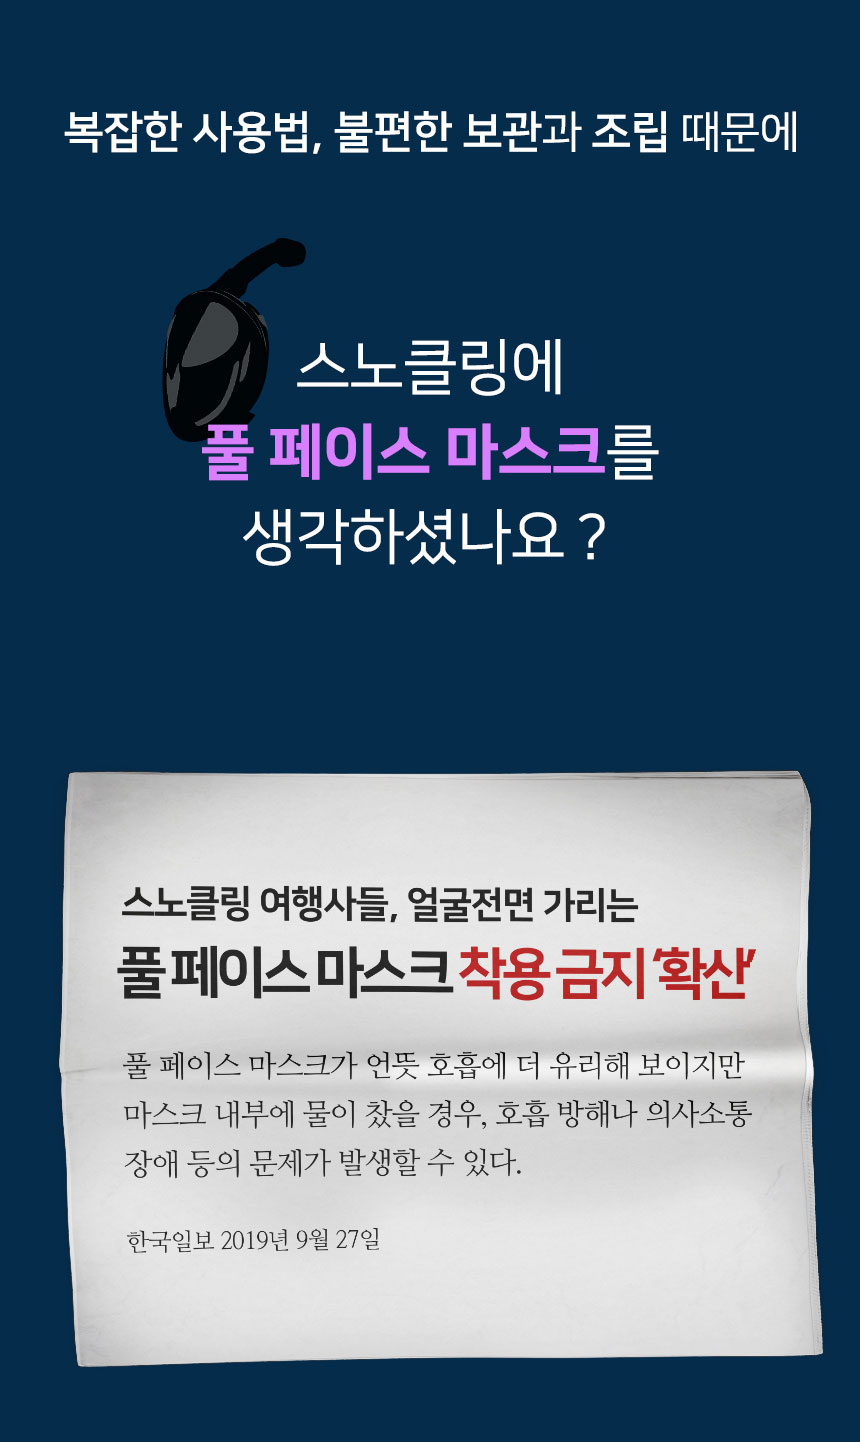 복잡한 사용법, 불편한 보관과 조립 때문에
스노클링에
풀 페이스 마스크를
생각하셨나요 ?
스노클링 여행사들, 얼굴전면 가리는
풀 페이스 마스크 착용 금지 ‘확산’
풀 페이스 마스크가 언뜻 호흡에 더 유리해 보이지만
마스크 내부에 물이 찼을 경우, 호흡 방해나 의사소통
장애 등의 문제가 발생할 수 있다.
한국일보 2019년 9월 27일